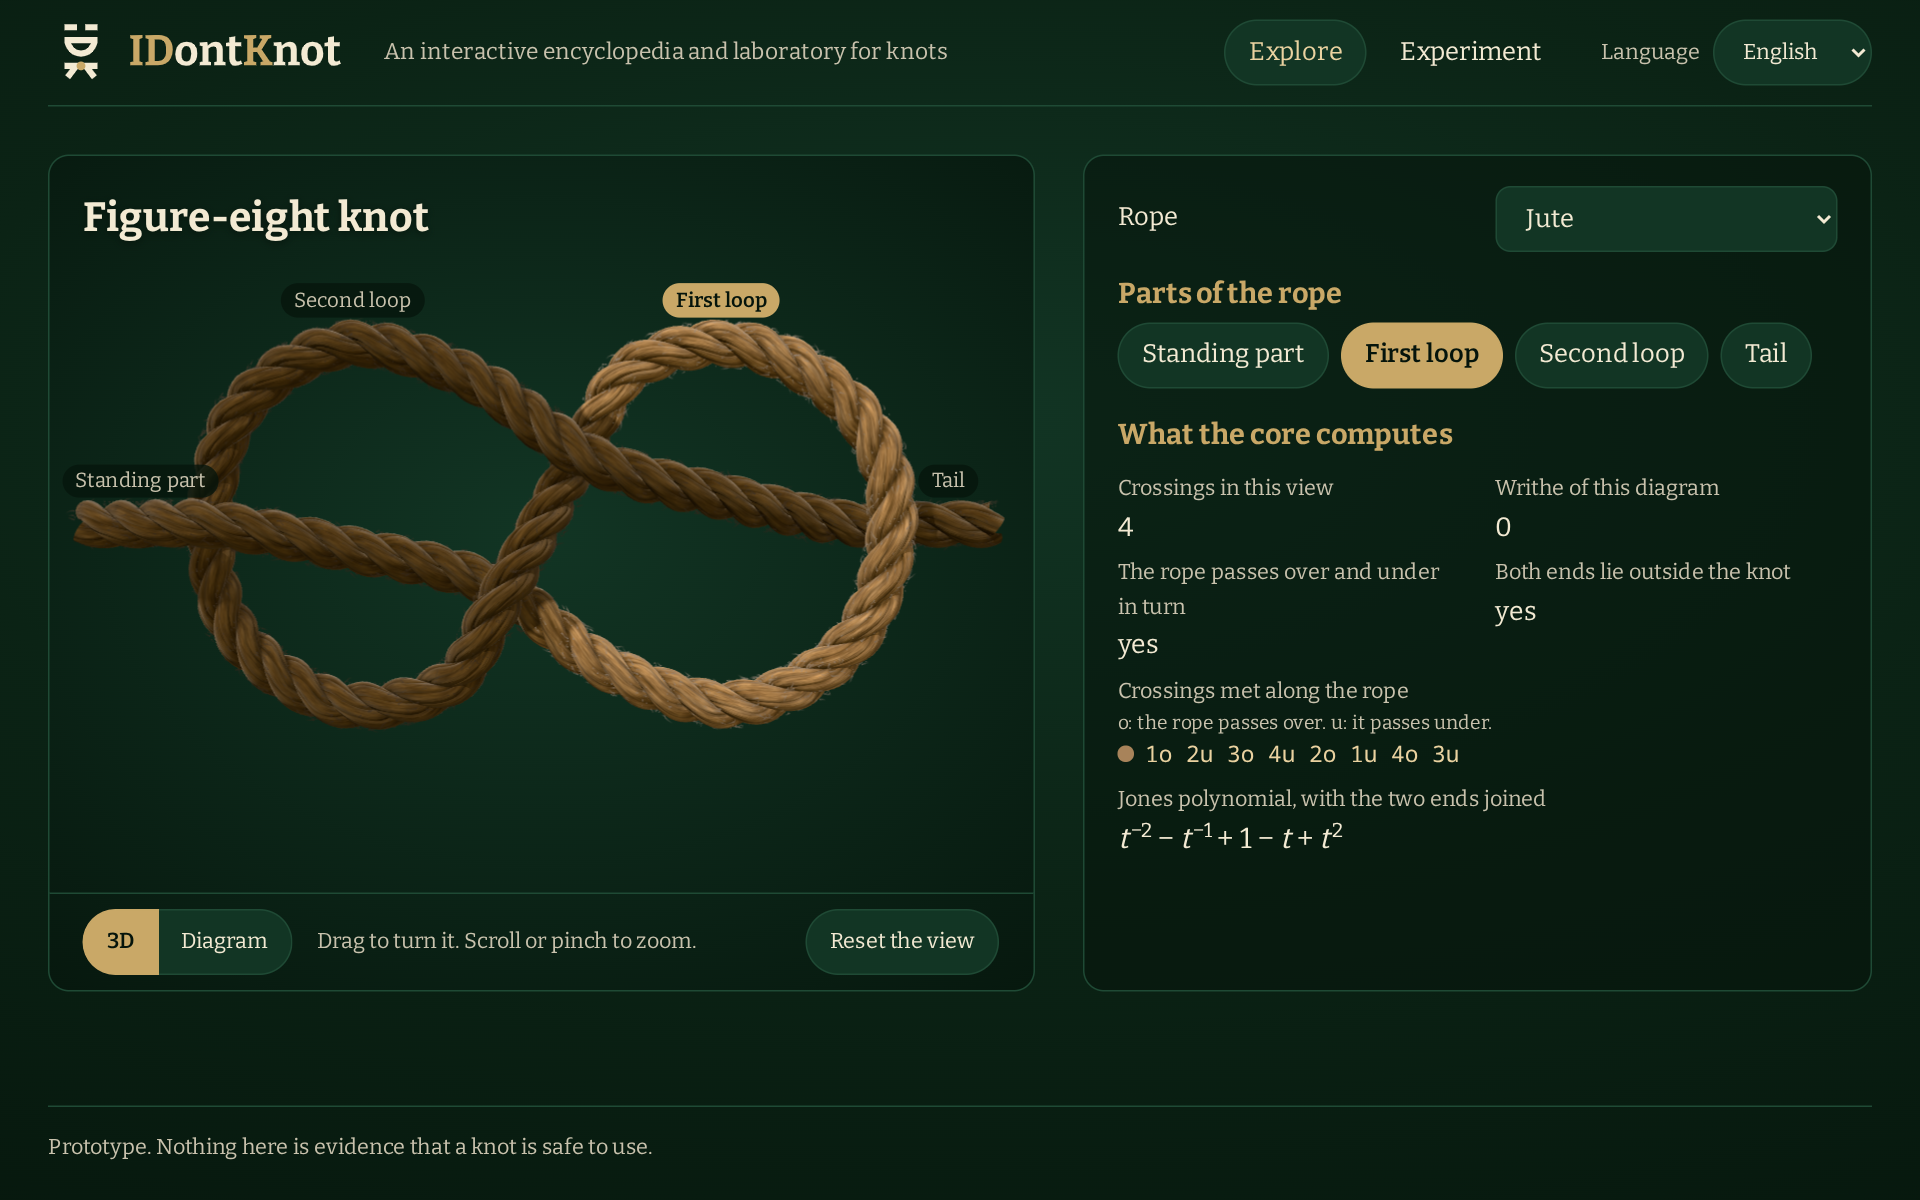 IDontKnot
An interactive encyclopedia and laboratory for knots
Explore
Experiment
Language
English
Figure-eight knot
Second loop
First loop
Standing part
Tail
3D
Diagram
Drag to turn it. Scroll or pinch to zoom.
Reset the view
Rope
Jute
Parts of the rope
Standing part
First loop
Second loop
Tail
What the core computes
Crossings in this view
4
Writhe of this diagram
0
The rope passes over and under
in turn
yes
Both ends lie outside the knot
yes
Crossings met along the rope
o: the rope passes over. u: it passes under.
1o 2u 3o 4u 2o 1u 4o 3u
Jones polynomial, with the two ends joined
t⁻² − t⁻¹ + 1 − t + t²
Prototype. Nothing here is evidence that a knot is safe to use.